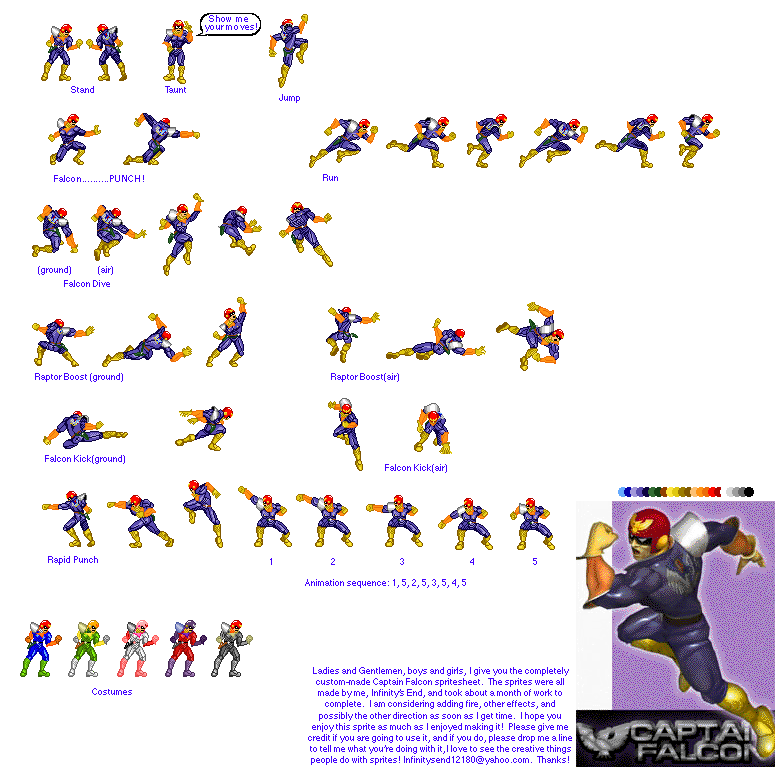 Show me
your moves!
Stand
Taunt
Jump
Falcon..........PUNCH!
Run
(ground)
(air)
Falcon Dive
Raptor Boost (ground)
Raptor Boost(air)
Falcon Kick(ground)
Falcon Kick(air)
Rapid Punch
1
2
3
4
5
Animation sequence: 1, 5, 2, 5, 3, 5, 4, 5
Costumes
Ladies and Gentlemen, boys and girls, I give you the completely
custom-made Captain Falcon spritesheet. The sprites were all
made by me, Infinity's End, and took about a month of work to
complete. I am considering adding fire, other effects, and
possibly the other direction as soon as I get time. I hope you
enjoy this sprite as much as I enjoyed making it! Please give me
credit if you are going to use it, and if you do, please drop me a line
to tell me what you're doing with it, I love to see the creative things
people do with sprites! Infinitysend12180@yahoo.com. Thanks!
CAPTAI
FALCON